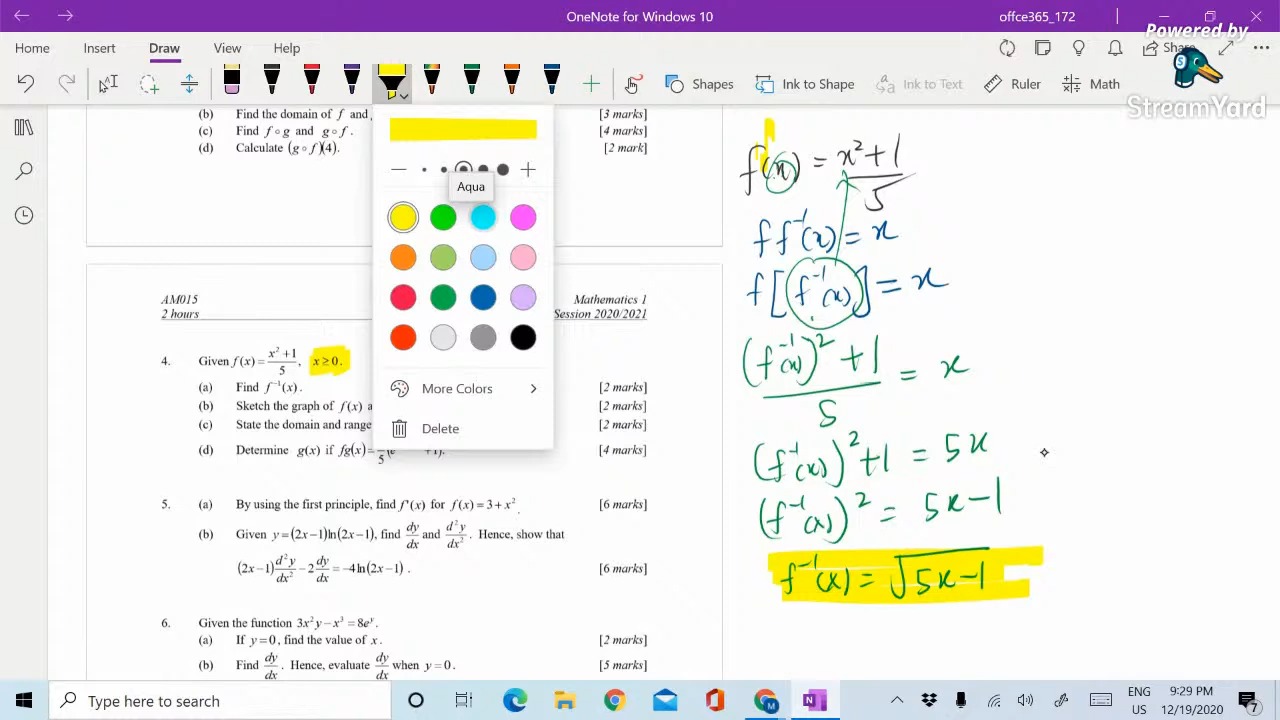 OneNote for Windows 10
offce365_172
Powered by
StreamYard
Home Insert Draw View Help
Share
Shapes Ink to Shape Ink to Text Ruler Math
(b) Find the domain of f and [3 marks]
(c) Find f∘g and g∘f. [4 marks]
(d) Calculate (g∘f)(4). [2 mark]
Aqua
More Colors
Delete
AM015 Mathematics 1
2 hours Session 2020/2021
4. Given f(x) = (x² + 1)/5, x ≥ 0.
(a) Find f⁻¹(x). [2 marks]
(b) Sketch the graph of f(x) a [2 marks]
(c) State the domain and range [2 marks]
(d) Determine g(x) if fg(x) = /5 (e +1). [4 marks]
5. (a) By using the first principle, find f'(x) for f(x) = 3 + x². [6 marks]
(b) Given y = (2x−1)ln(2x−1), find dy/dx and d²y/dx². Hence, show that
(2x−1) d²y/dx² − 2 dy/dx = −4 ln(2x−1). [6 marks]
6. Given the function 3x²y − x³ = 8eʸ.
(a) If y = 0, find the value of x. [2 marks]
(b) Find dy/dx. Hence, evaluate dy/dx when y = 0. [5 marks]
f(x) = (x² + 1)/5
f f⁻¹(x) = x
f[f⁻¹(x)] = x
((f⁻¹(x))² + 1)/5 = x
(f⁻¹(x))² + 1 = 5x
(f⁻¹(x))² = 5x − 1
f⁻¹(x) = √(5x − 1)
Type here to search
ENG
US
9:29 PM
12/19/2020
7